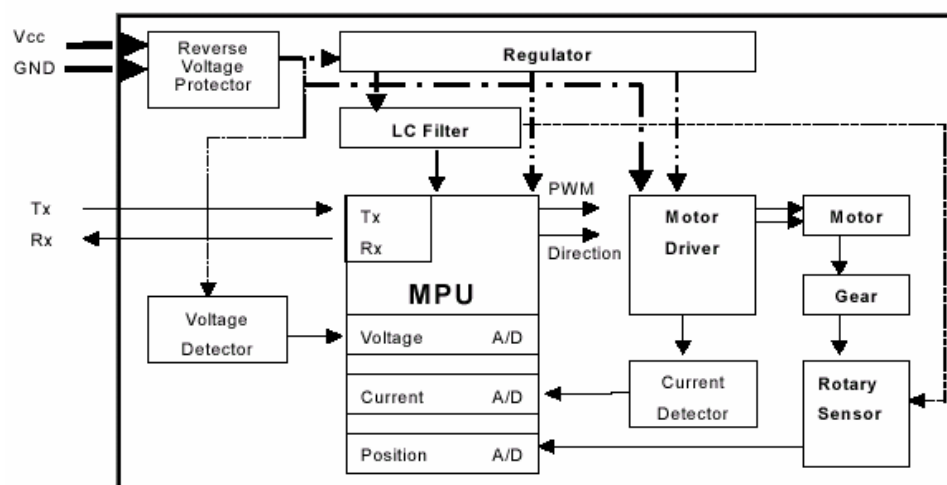 Vcc
GND
Reverse
Voltage
Protector
Regulator
LC Filter
Tx
Rx
Tx
Rx
MPU
PWM
Direction
Motor
Driver
Motor
Gear
Voltage
Detector
Voltage A/D
Current A/D
Position A/D
Current
Detector
Rotary
Sensor